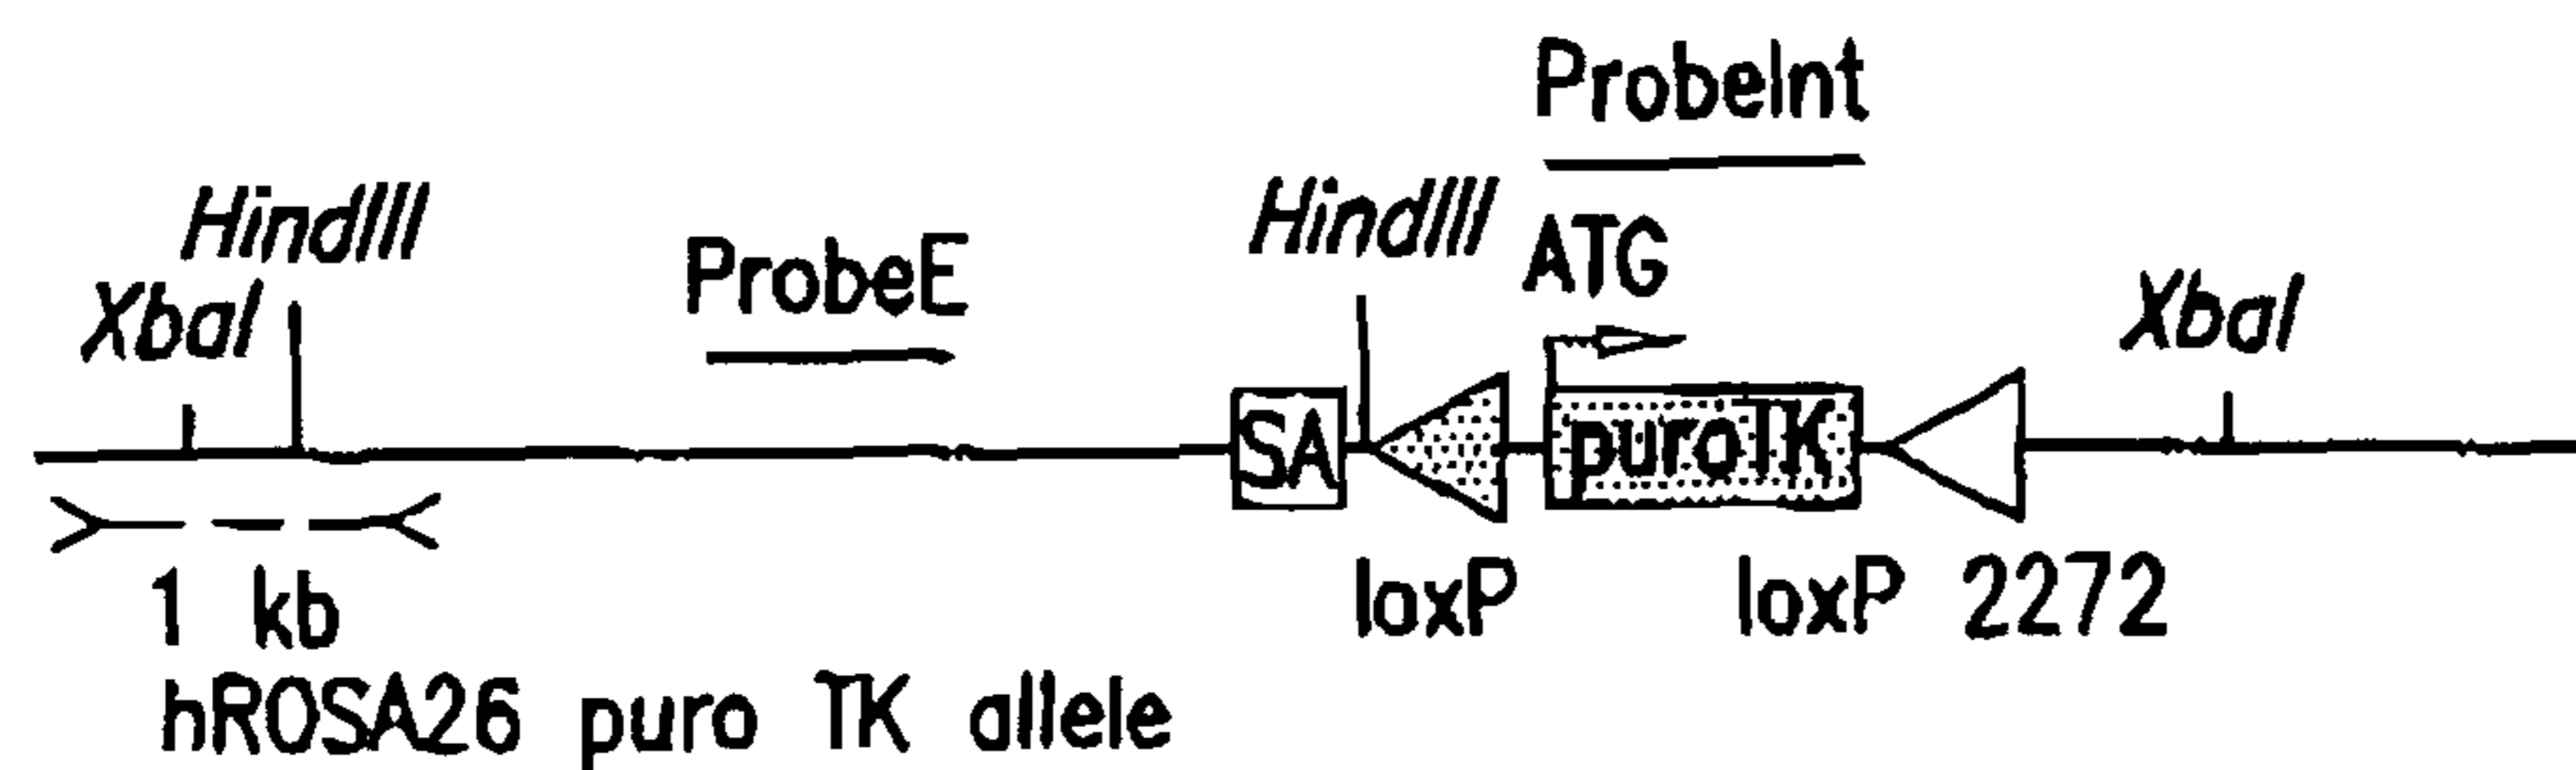 ProbeInt
HindIII
HindIII
ATG
ProbeE
XbaI
XbaI
SA
puroTK
loxP
loxP 2272
1 kb
hROSA26 puro TK allele